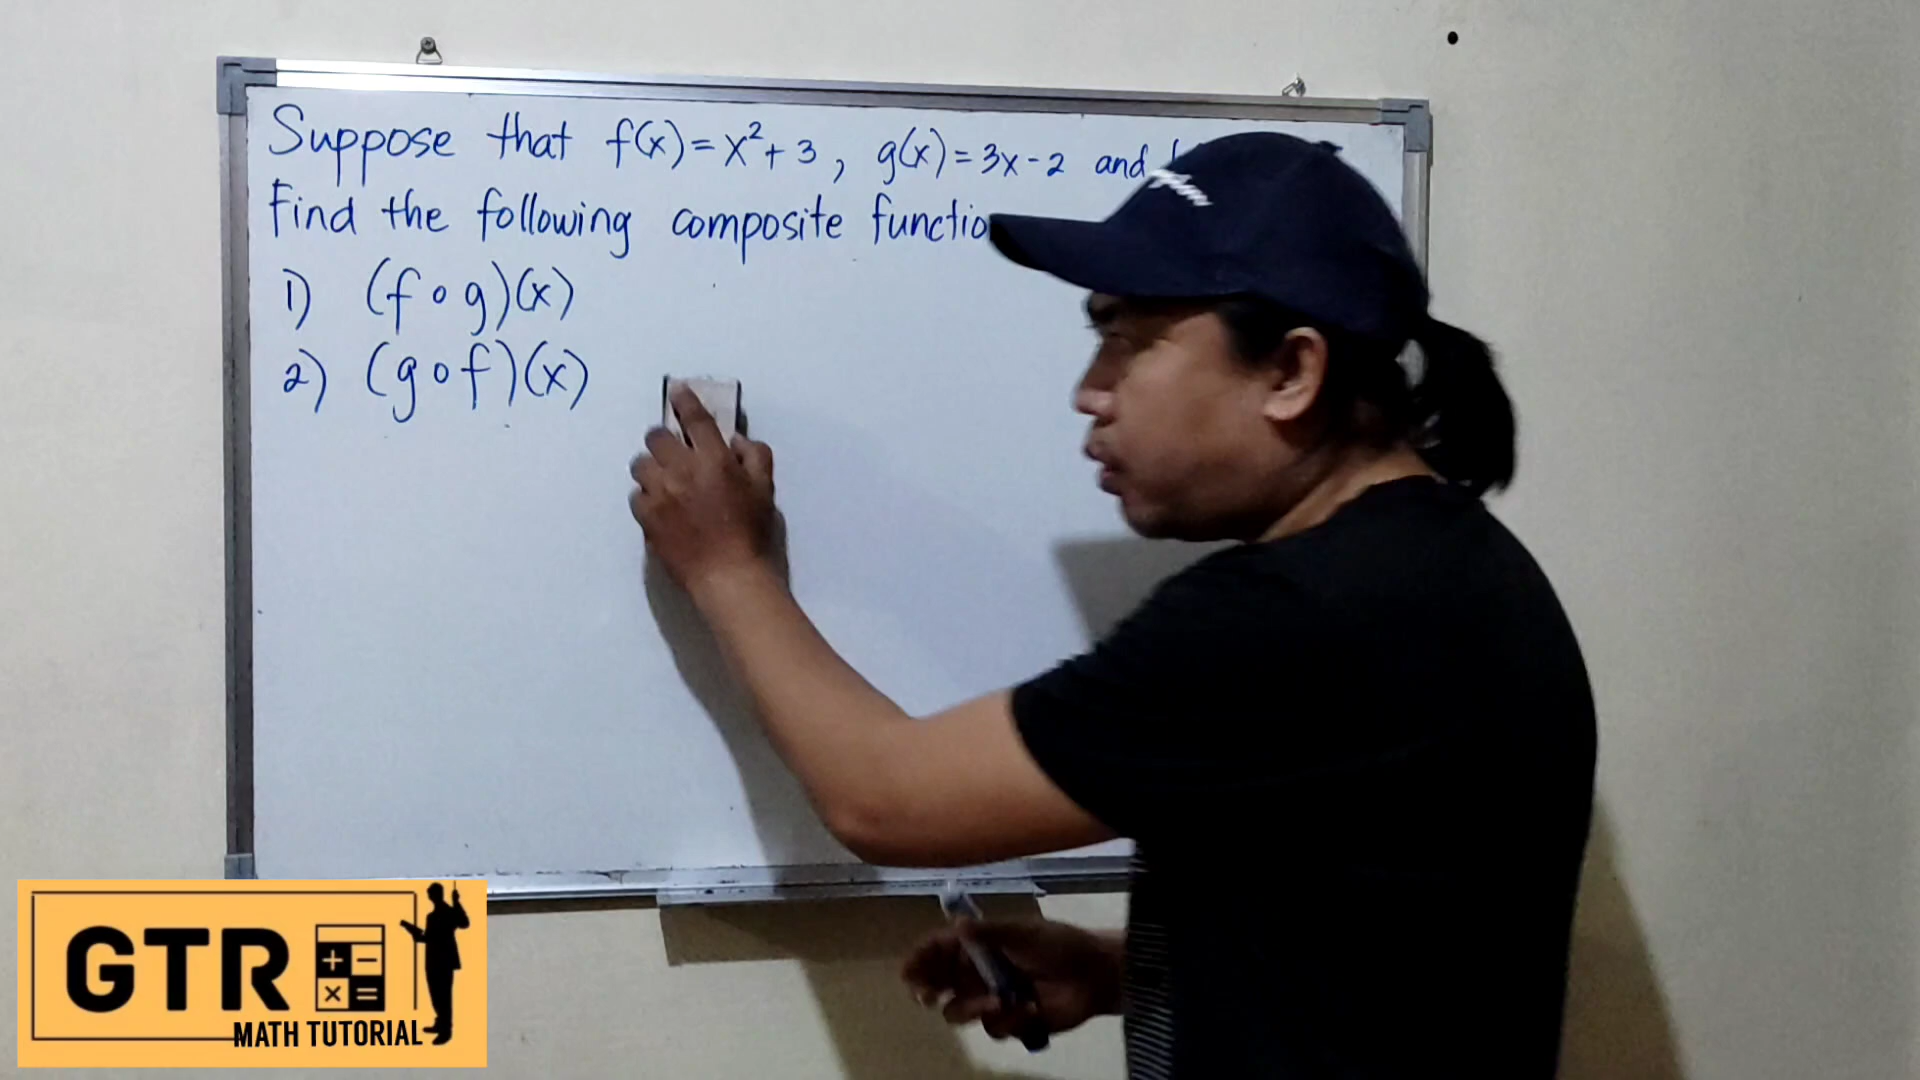 Suppose that f(x) = x² + 3, g(x) = 3x - 2 and
Find the following composite functio
1) (f ∘ g)(x)
2) (g ∘ f)(x)
GTR
+ -
× =
MATH TUTORIAL